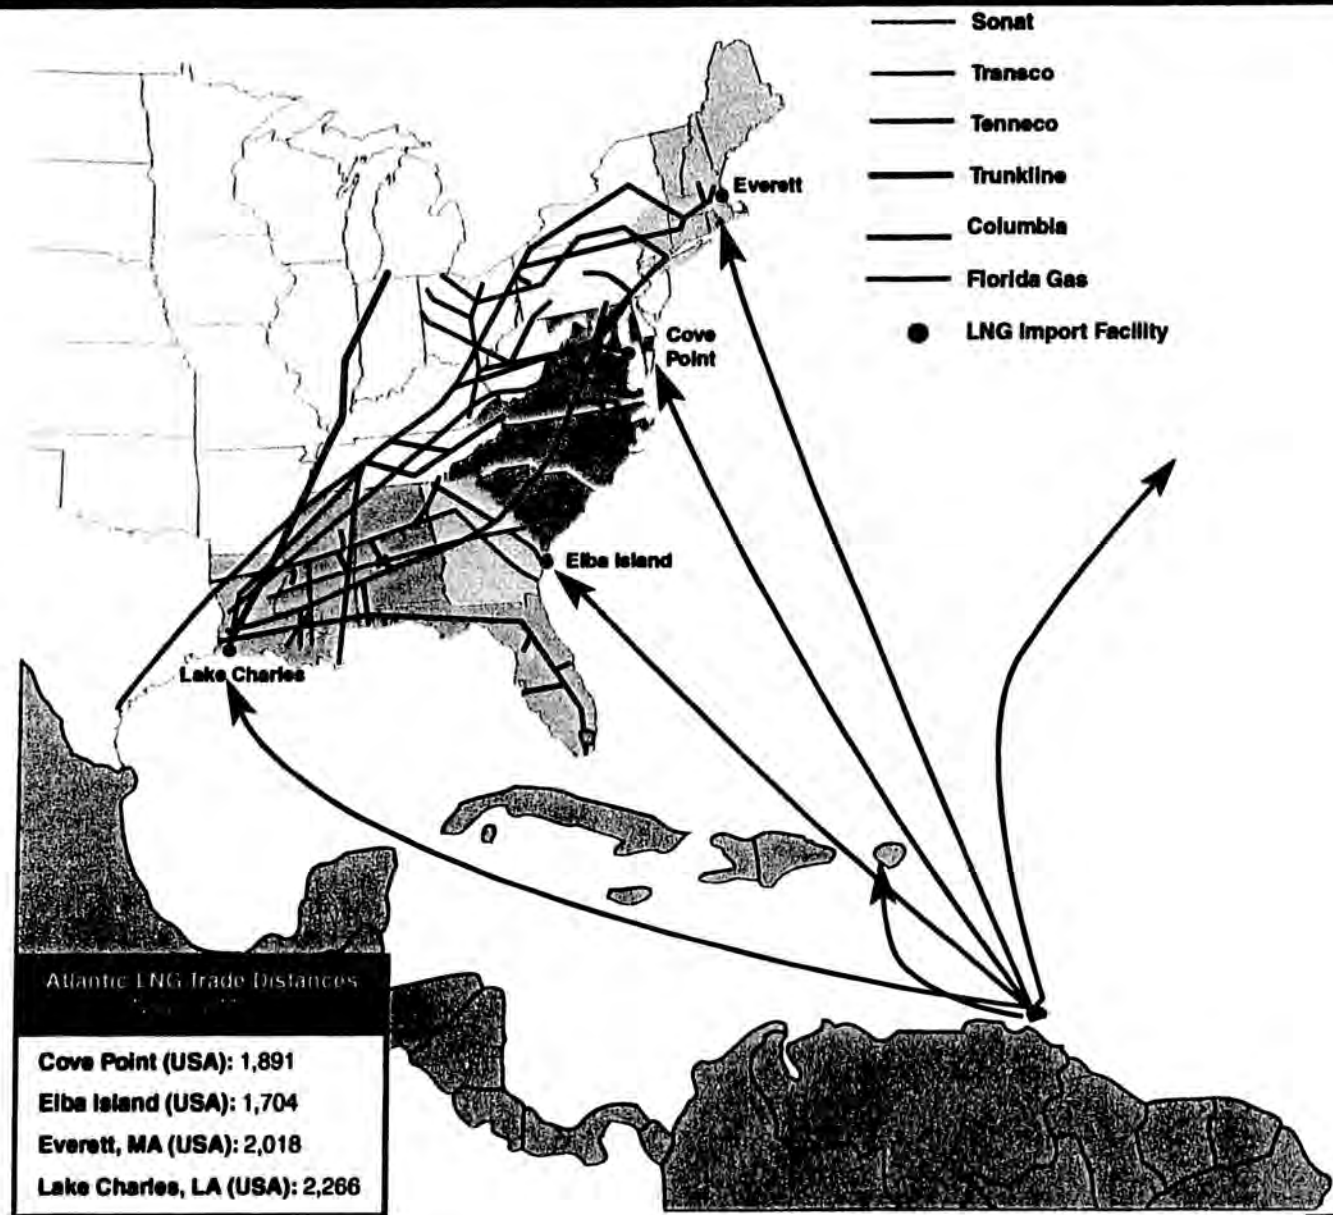 Sonat
Transco
Tenneco
Trunkline
Columbia
Florida Gas
LNG Import Facility
Everett
Cove
Point
Elba Island
Lake Charles
Atlantic LNG Trade Distances
Cove Point (USA): 1,891
Elba Island (USA): 1,704
Everett, MA (USA): 2,018
Lake Charles, LA (USA): 2,266